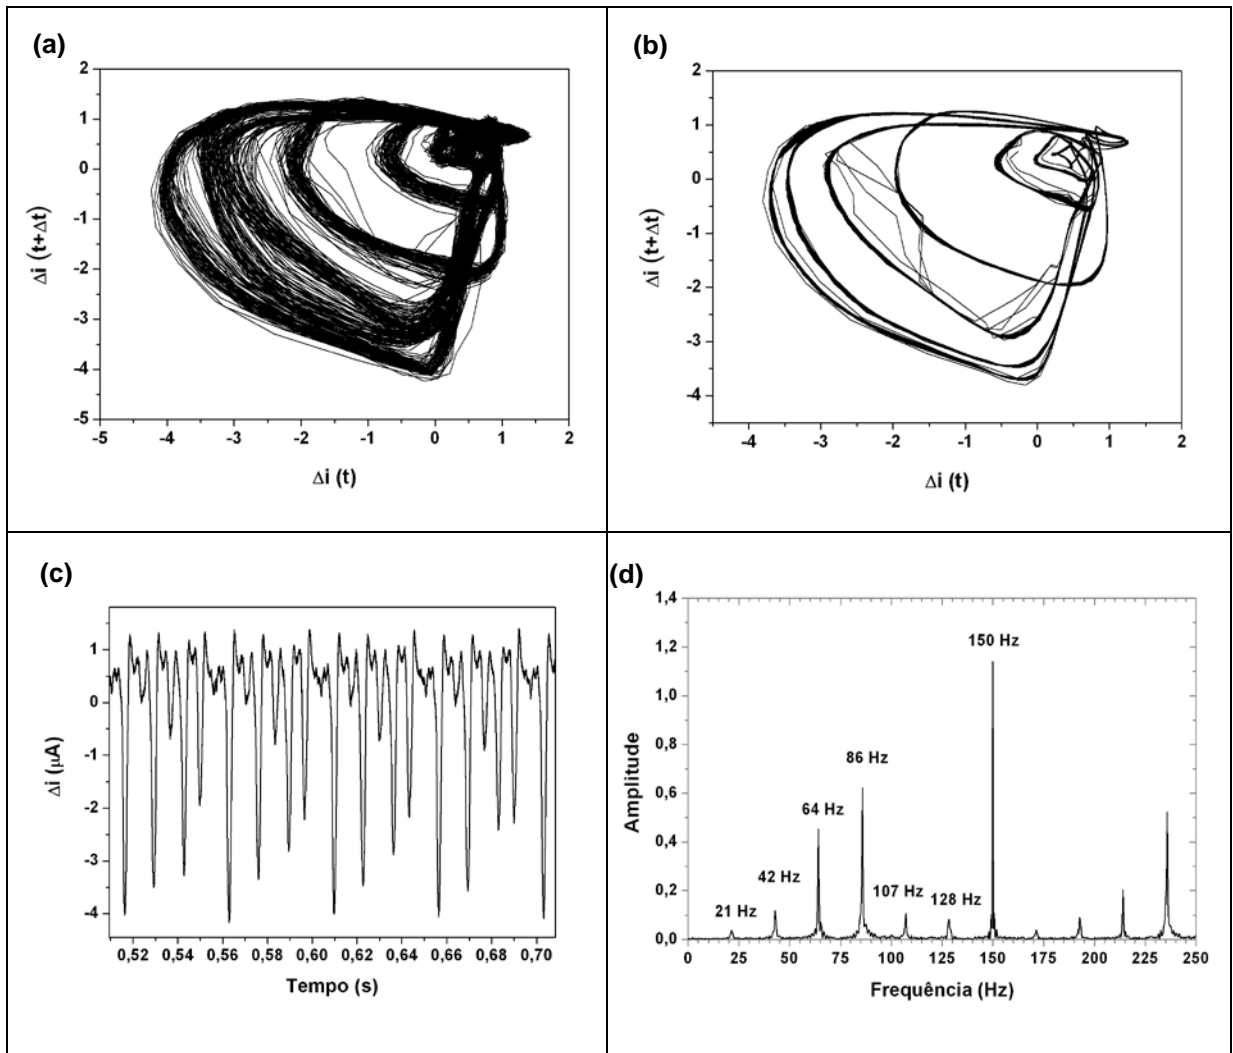 (a)
2
1
0
-1
-2
-3
-4
-5
Δi (t+Δt)
-5 -4 -3 -2 -1 0 1 2
Δi (t)
(b)
2
1
0
-1
-2
-3
-4
Δi (t+Δt)
-4 -3 -2 -1 0 1 2
Δi (t)
(c)
1
0
-1
-2
-3
-4
Δi (μA)
0,52 0,54 0,56 0,58 0,60 0,62 0,64 0,66 0,68 0,70
Tempo (s)
(d)
1,4
1,2
1,0
0,8
0,6
0,4
0,2
0,0
Amplitude
150 Hz
86 Hz
64 Hz
42 Hz
107 Hz
128 Hz
21 Hz
0 25 50 75 100 125 150 175 200 225 250
Frequência (Hz)